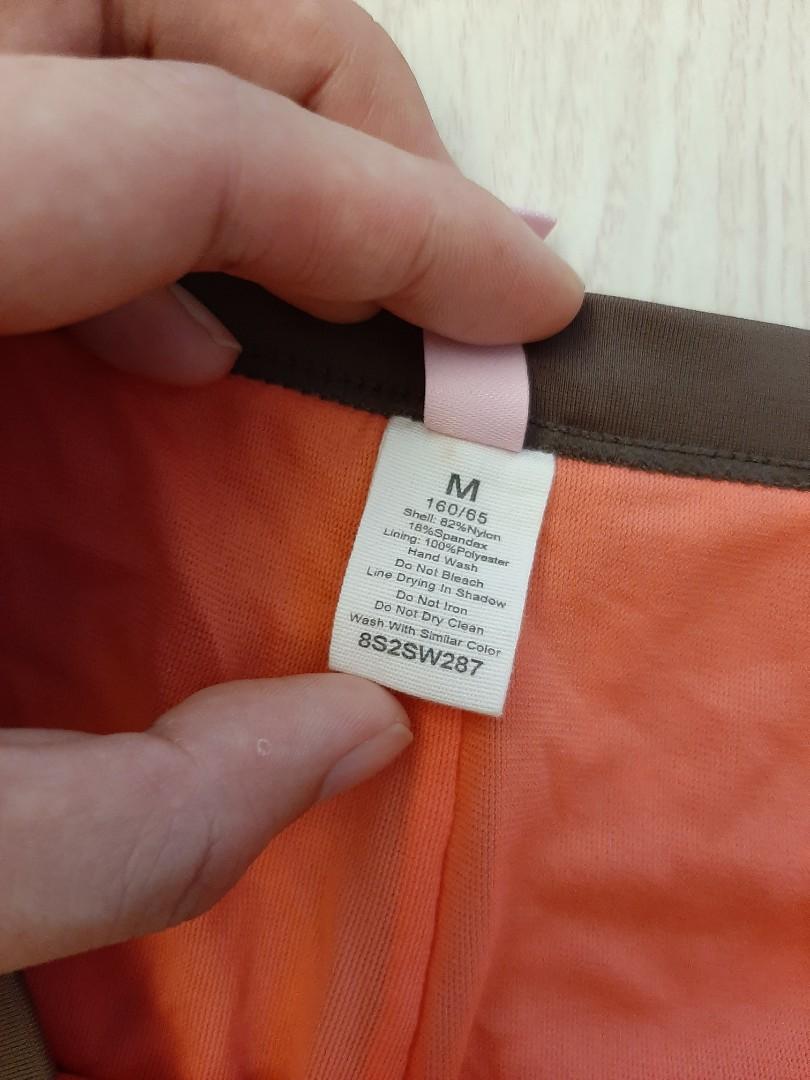 M
160/65
Shell: 82%Nylon
18%Spandex
Lining: 100%Polyester
Hand Wash
Do Not Bleach
Line Drying In Shadow
Do Not Iron
Do Not Dry Clean
Wash With Similar Color
8S2SW287